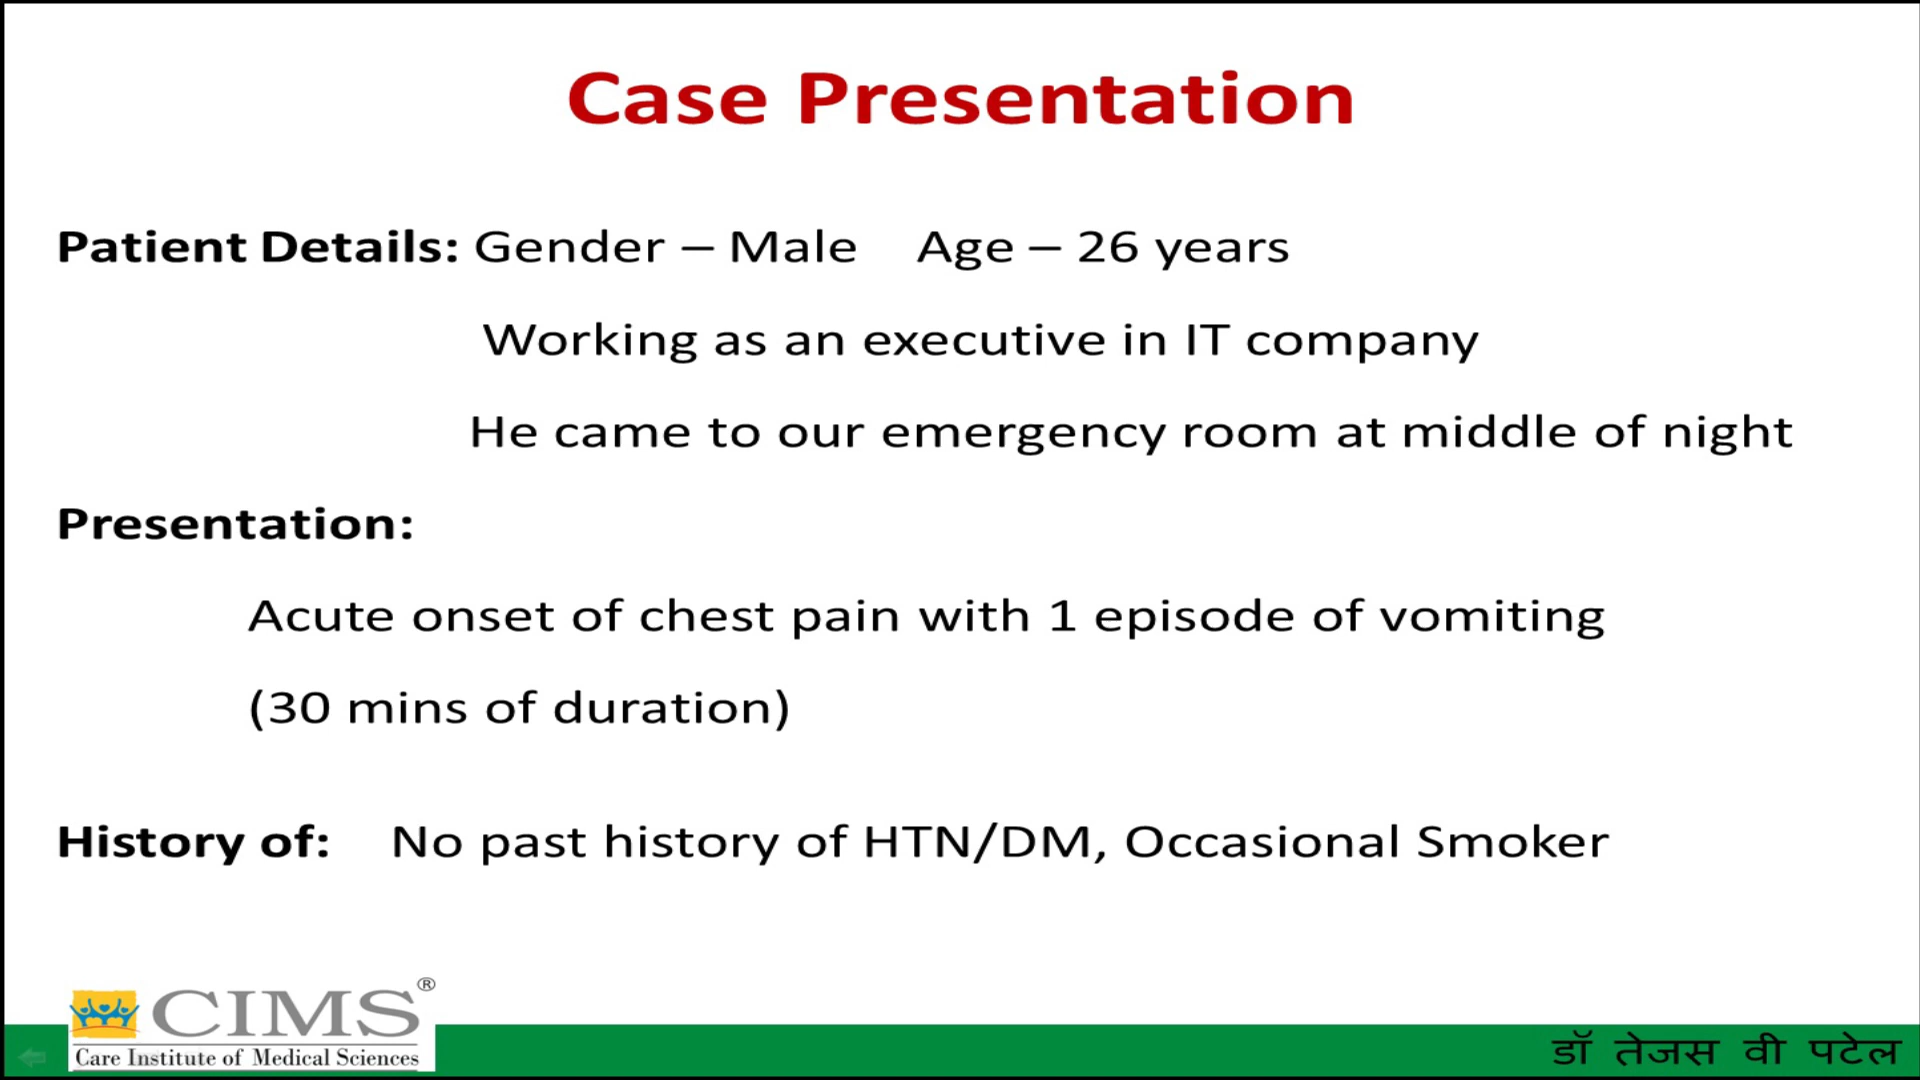 Case Presentation
Patient Details: Gender – Male Age – 26 years
Working as an executive in IT company
He came to our emergency room at middle of night
Presentation:
Acute onset of chest pain with 1 episode of vomiting
(30 mins of duration)
History of: No past history of HTN/DM, Occasional Smoker
CIMS®
Care Institute of Medical Sciences
डॉ तेजस वी पटेल